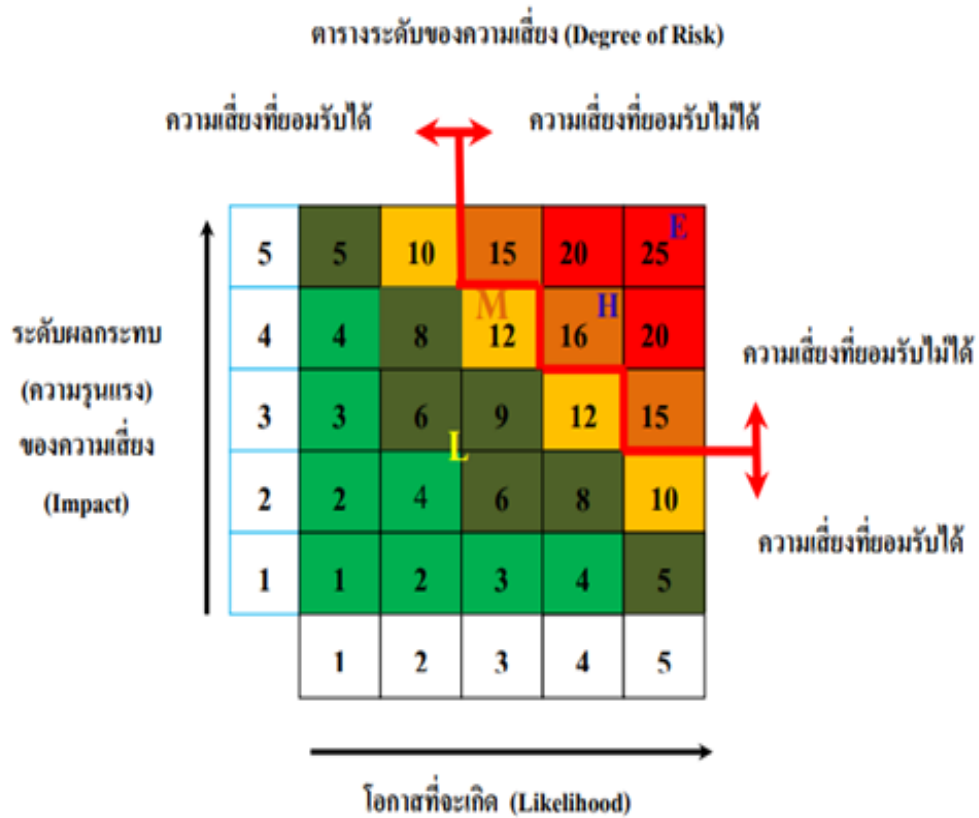 ตารางระดับของความเสี่ยง (Degree of Risk)
ความเสี่ยงที่ยอมรับได้ ความเสี่ยงที่ยอมรับไม่ได้
5 5 10 15 20 25 E
4 4 8 M 12 16 H 20
3 3 6 9 12 15
L
2 2 4 6 8 10
1 1 2 3 4 5
1 2 3 4 5
ระดับผลกระทบ
(ความรุนแรง)
ของความเสี่ยง
(Impact)
ความเสี่ยงที่ยอมรับไม่ได้
ความเสี่ยงที่ยอมรับได้
โอกาสที่จะเกิด (Likelihood)